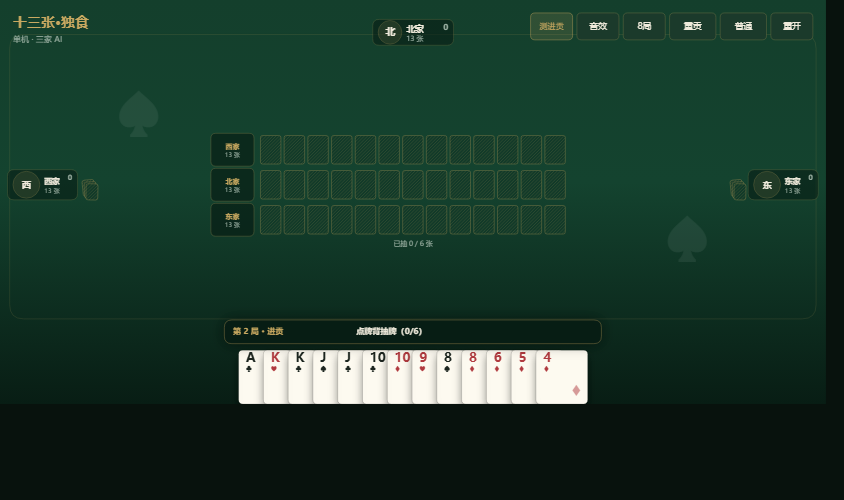 十三张•独食
单机 · 三家 AI
北
北家
0
13 张
测进贡
音效
8局
重贡
普通
重开
西家
13 张
北家
13 张
东家
13 张
西
西家
0
13 张
东
东家
0
13 张
已抽 0 / 6 张
第 2 局 • 进贡
点牌背抽牌（0/6）
A K K J J 10 10 9 8 8 6 5 4